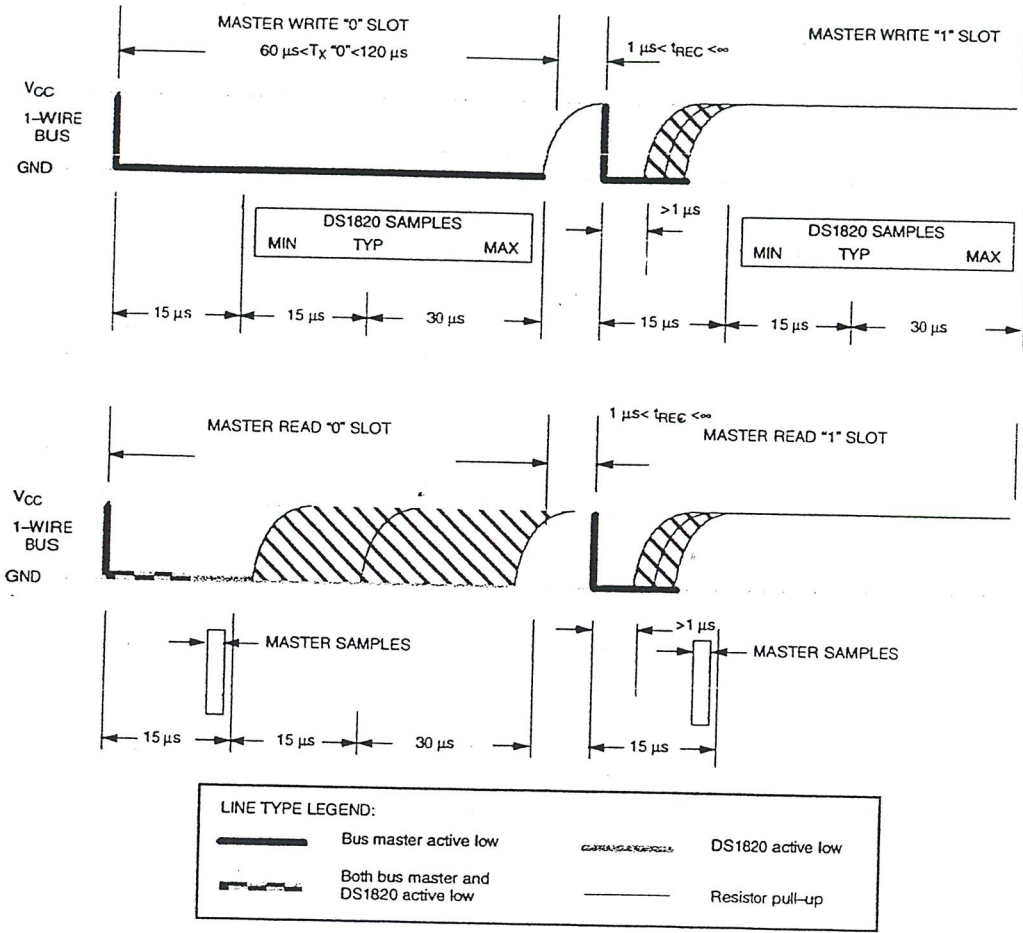 MASTER WRITE “0” SLOT
MASTER WRITE “1” SLOT
60 µs<TX “0”<120 µs
1 µs< tREC <∞
VCC
1–WIRE
BUS
GND
>1 µs
DS1820 SAMPLES
MIN TYP MAX
DS1820 SAMPLES
MIN TYP MAX
15 µs 15 µs 30 µs 15 µs 15 µs 30 µs
1 µs< tREC <∞
MASTER READ “0” SLOT
MASTER READ “1” SLOT
VCC
1–WIRE
BUS
GND
>1 µs
MASTER SAMPLES
MASTER SAMPLES
15 µs 15 µs 30 µs 15 µs
LINE TYPE LEGEND:
Bus master active low
DS1820 active low
Both bus master and
DS1820 active low
Resistor pull–up